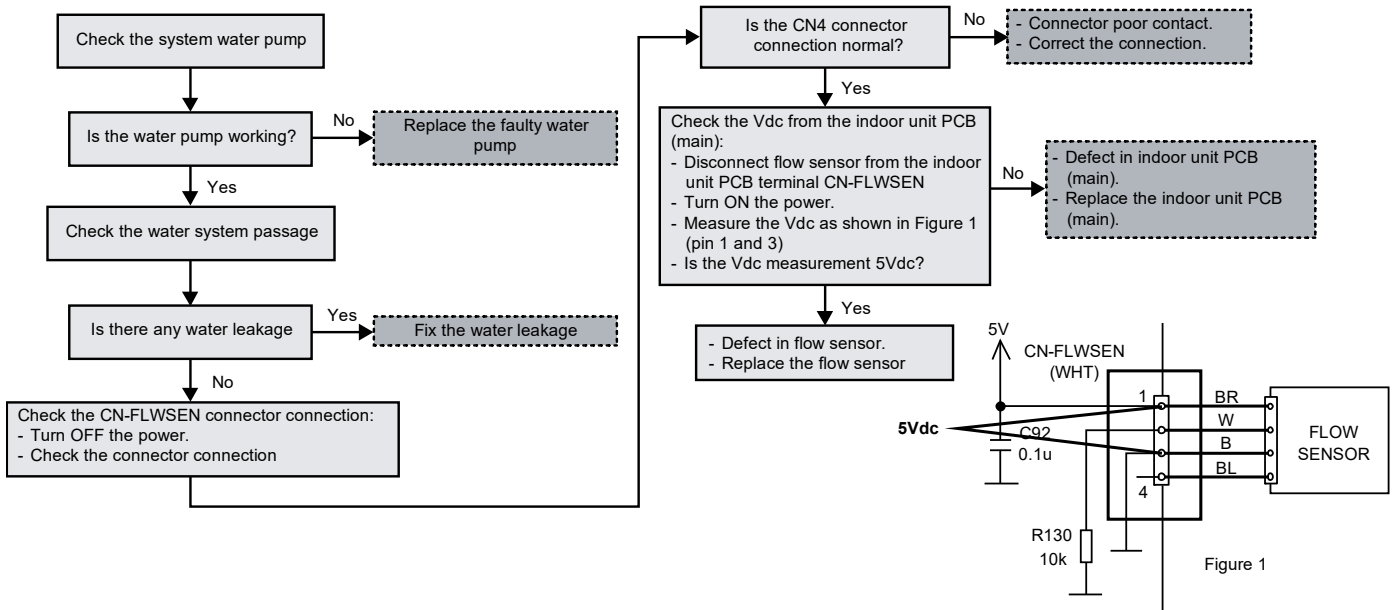 Check the system water pump
Is the water pump working?
No
Replace the faulty water
pump
Yes
Check the water system passage
Is there any water leakage
Yes
Fix the water leakage
No
Check the CN-FLWSEN connector connection:
- Turn OFF the power.
- Check the connector connection
Is the CN4 connector
connection normal?
No
- Connector poor contact.
- Correct the connection.
Yes
Check the Vdc from the indoor unit PCB
(main):
- Disconnect flow sensor from the indoor
unit PCB terminal CN-FLWSEN
- Turn ON the power.
- Measure the Vdc as shown in Figure 1
(pin 1 and 3)
- Is the Vdc measurement 5Vdc?
No
- Defect in indoor unit PCB
(main).
- Replace the indoor unit PCB
(main).
Yes
- Defect in flow sensor.
- Replace the flow sensor
5V
CN-FLWSEN
(WHT)
1
BR
W
B
BL
4
5Vdc
C92
0.1u
FLOW
SENSOR
R130
10k
Figure 1